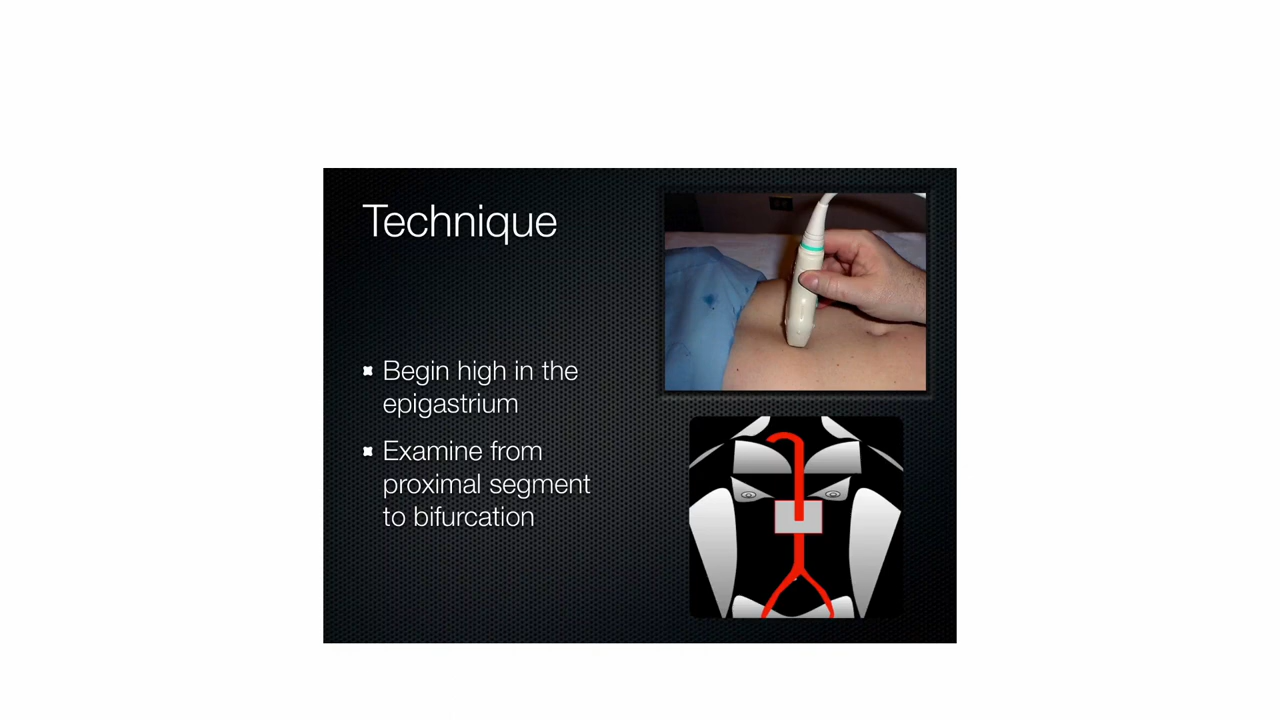 Technique
Begin high in the
epigastrium
Examine from
proximal segment
to bifurcation